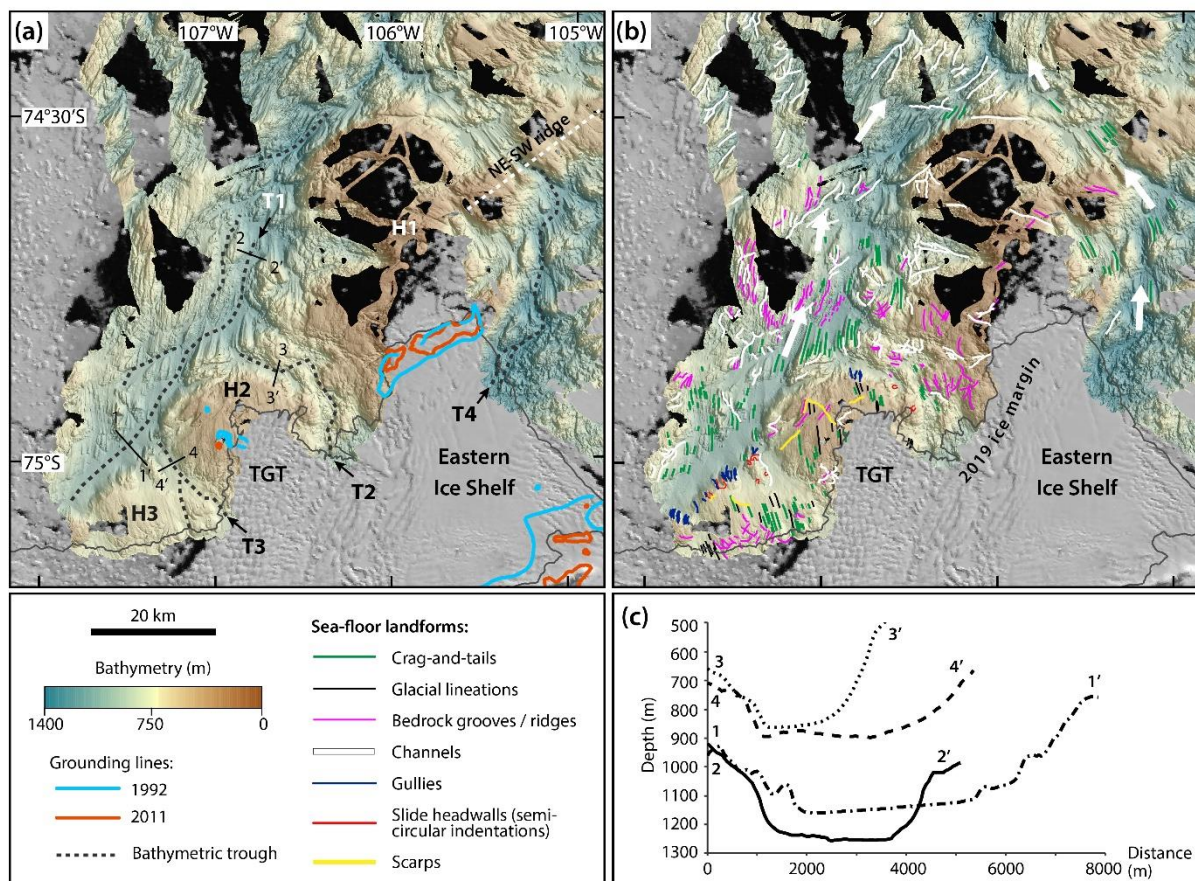 (a)
107°W
106°W
105°W
74°30'S
75°S
NE-SW ridge
T1
2
2'
H1
3
3'
H2
T4
1
1'
4
4'
TGT
T2
H3
T3
Eastern
Ice Shelf
(b)
2019 ice margin
TGT
Eastern
Ice Shelf
20 km
Bathymetry (m)
1400
750
0
Grounding lines:
1992
2011
Bathymetric trough
Sea-floor landforms:
Crag-and-tails
Glacial lineations
Bedrock grooves / ridges
Channels
Gullies
Slide headwalls (semi-
circular indentations)
Scarps
(c)
500
600
700
800
900
1000
1100
1200
1300
Depth (m)
3
4
1
2
3'
4'
1'
2'
0
2000
4000
6000
8000
Distance
(m)